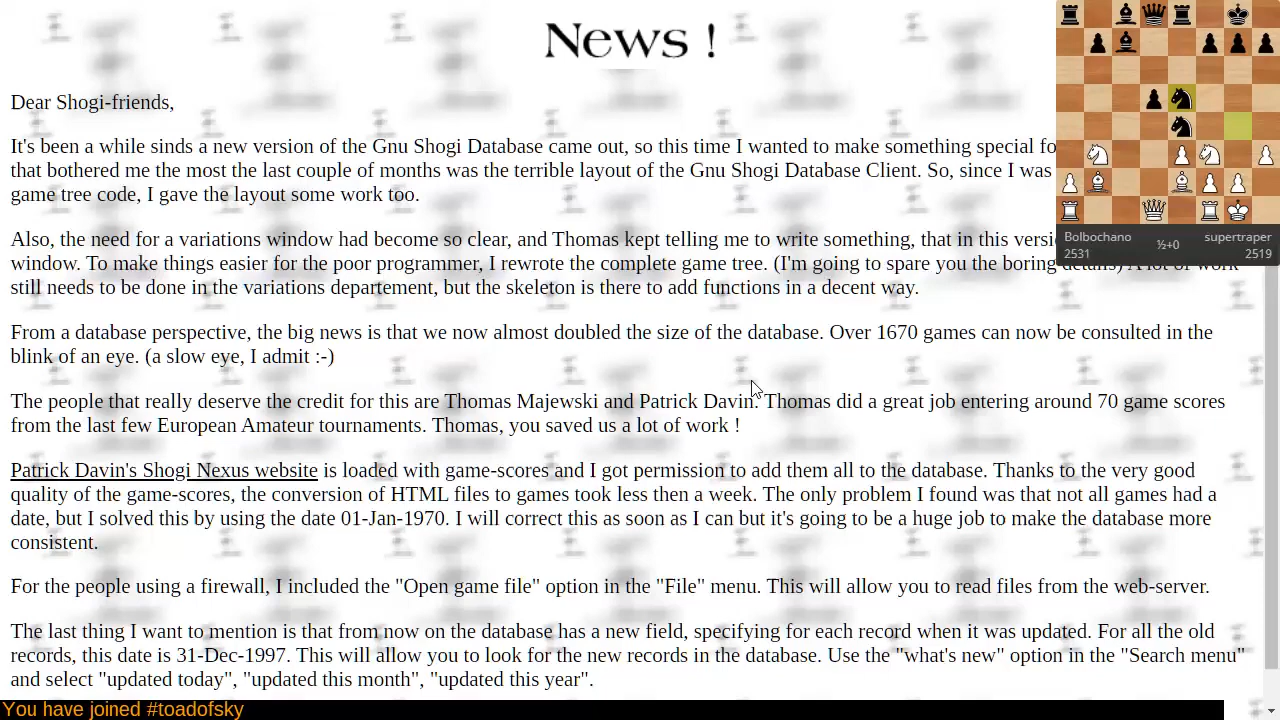 News !
Dear Shogi-friends,
It's been a while sinds a new version of the Gnu Shogi Database came out, so this time I wanted to make something special fo
that bothered me the most the last couple of months was the terrible layout of the Gnu Shogi Database Client. So, since I was
game tree code, I gave the layout some work too.
Also, the need for a variations window had become so clear, and Thomas kept telling me to write something, that in this versi
window. To make things easier for the poor programmer, I rewrote the complete game tree. (I'm going to spare you the boring details) A lot of work
still needs to be done in the variations departement, but the skeleton is there to add functions in a decent way.
From a database perspective, the big news is that we now almost doubled the size of the database. Over 1670 games can now be consulted in the
blink of an eye. (a slow eye, I admit :-)
The people that really deserve the credit for this are Thomas Majewski and Patrick Davin. Thomas did a great job entering around 70 game scores
from the last few European Amateur tournaments. Thomas, you saved us a lot of work !
Patrick Davin's Shogi Nexus website is loaded with game-scores and I got permission to add them all to the database. Thanks to the very good
quality of the game-scores, the conversion of HTML files to games took less then a week. The only problem I found was that not all games had a
date, but I solved this by using the date 01-Jan-1970. I will correct this as soon as I can but it's going to be a huge job to make the database more
consistent.
For the people using a firewall, I included the "Open game file" option in the "File" menu. This will allow you to read files from the web-server.
The last thing I want to mention is that from now on the database has a new field, specifying for each record when it was updated. For all the old
records, this date is 31-Dec-1997. This will allow you to look for the new records in the database. Use the "what's new" option in the "Search menu"
and select "updated today", "updated this month", "updated this year".
Bolbochano ½+0 supertraper
2531 2519
You have joined #toadofsky